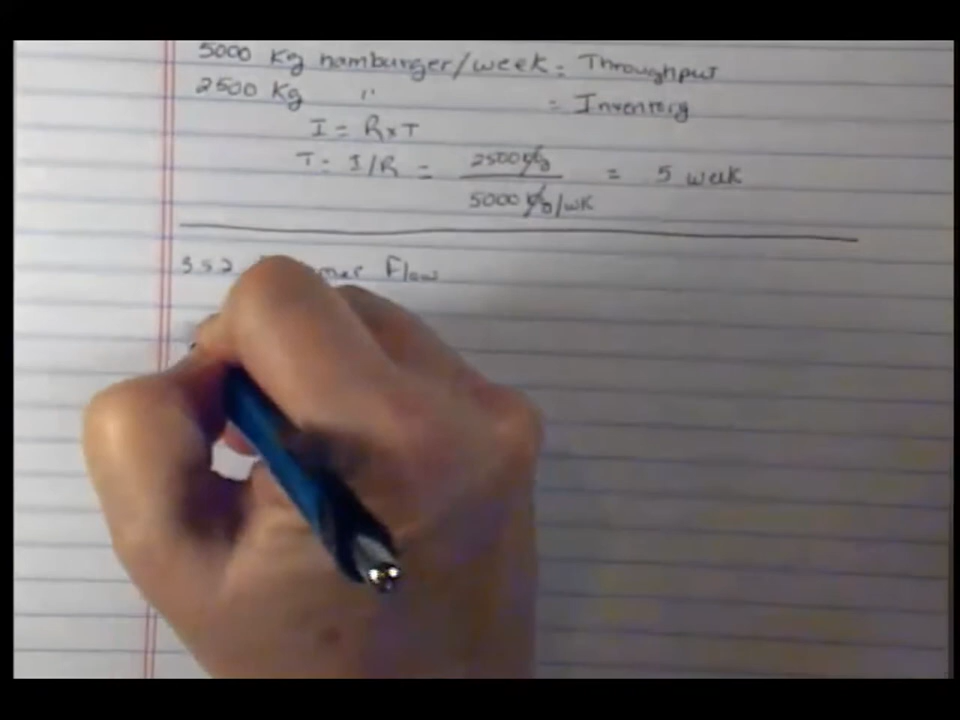 5000 Kg hamburger/week = Throughput
2500 Kg " = Inventory
I = R×T
T = I/R = 2500 Kg / 5000 Kg/WK = 5 week
3.5.2 Flow